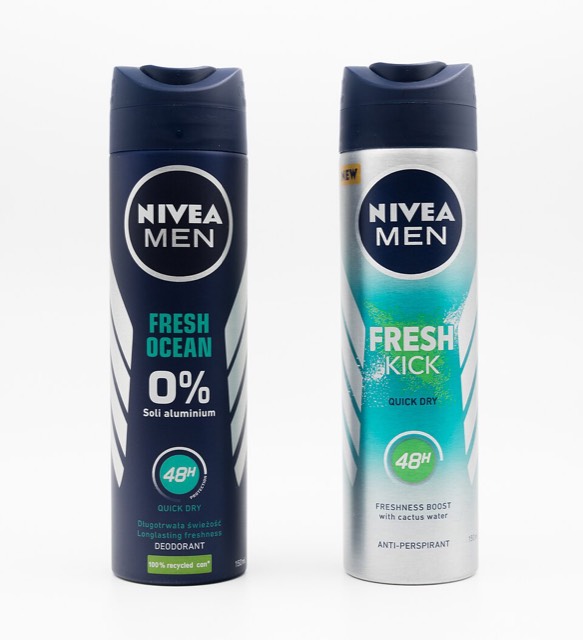 NIVEA
MEN
FRESH
OCEAN
0%
Soli aluminium
48H
PROTECTION
QUICK DRY
Długotrwała świeżość
Longlasting freshness
DEODORANT
100% recycled can*
NEW
NIVEA
MEN
FRESH
KICK
QUICK DRY
48H
FRESHNESS BOOST
with cactus water
ANTI-PERSPIRANT